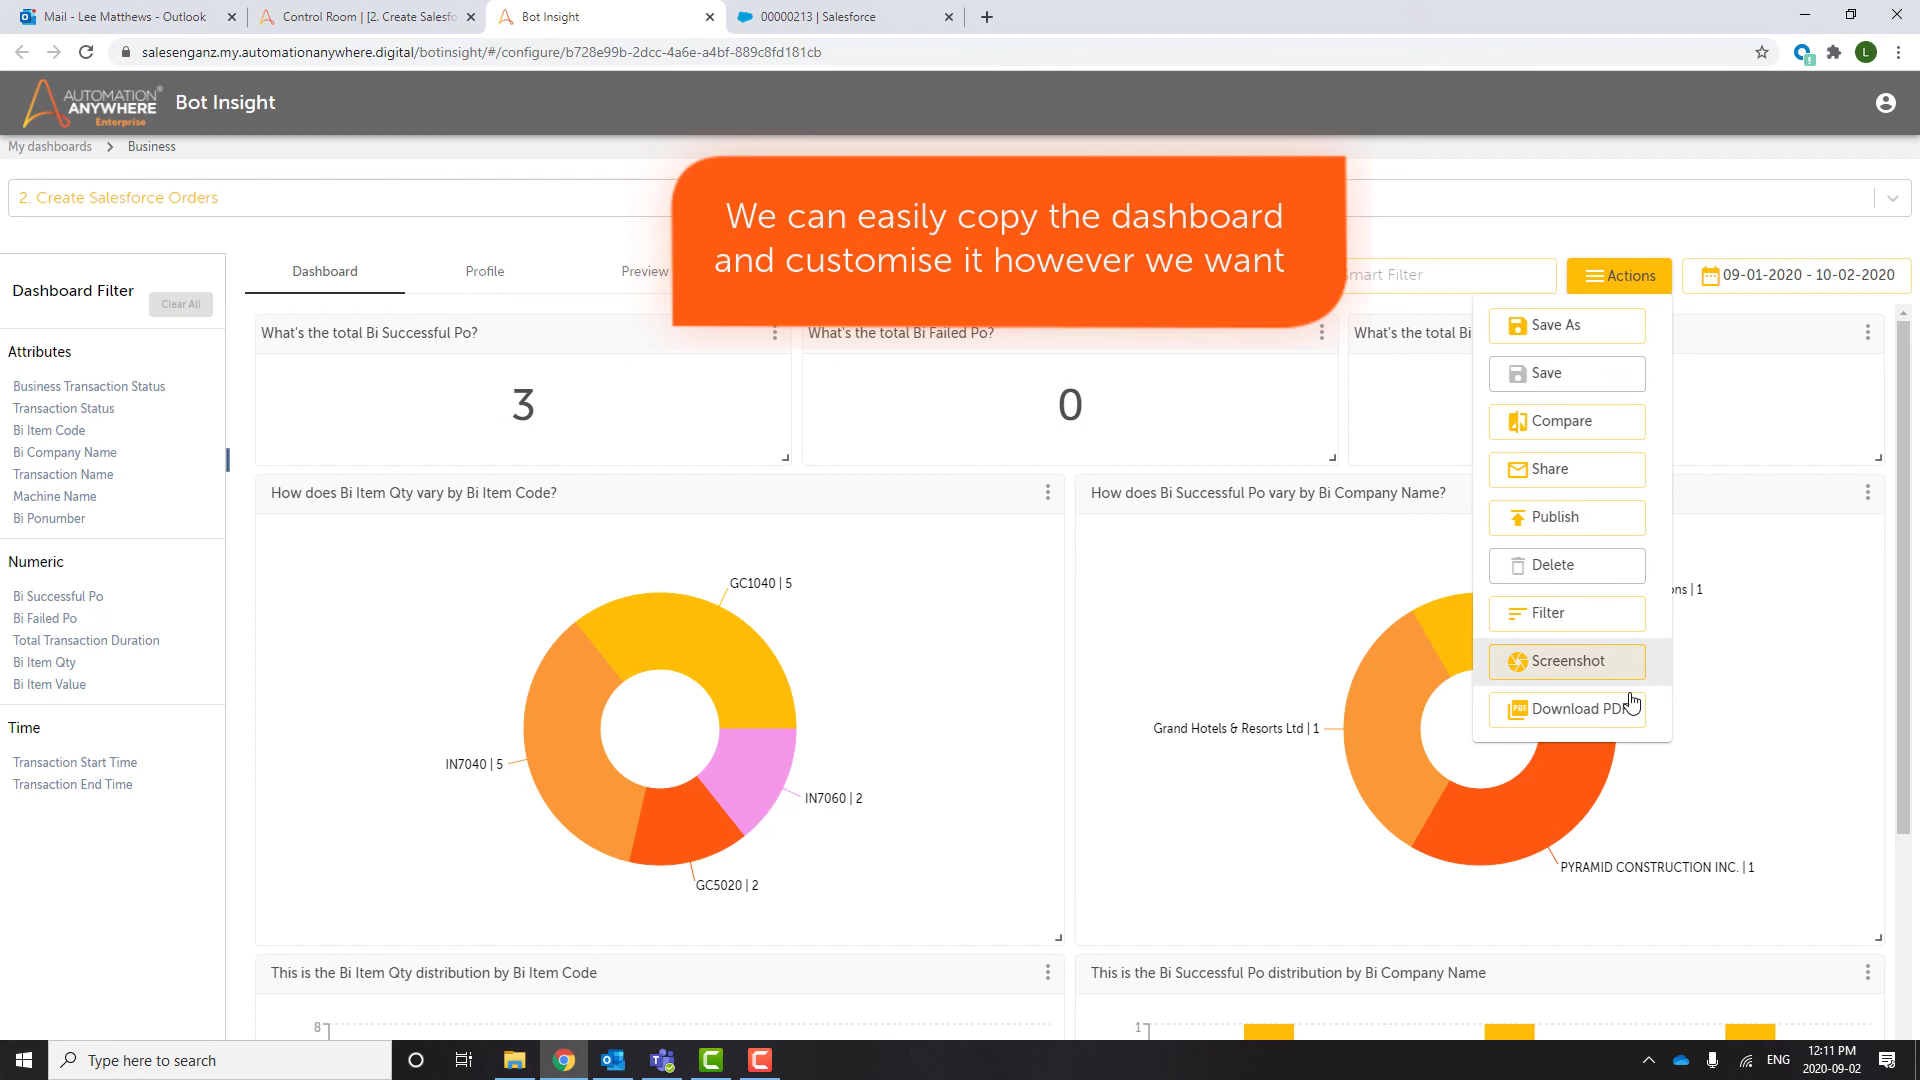 Mail - Lee Matthews - Outlook
Control Room | [2. Create Salesfo
Bot Insight
00000213 | Salesforce
salesenganz.my.automationanywhere.digital/botinsight/#/configure/b728e99b-2dcc-4a6e-a4bf-889c8fd181cb
L
AUTOMATION
ANYWHERE
Enterprise
Bot Insight
My dashboards
Business
2. Create Salesforce Orders
We can easily copy the dashboard
and customise it however we want
Dashboard Filter
Clear All
Dashboard
Profile
Preview
Smart Filter
Actions
09-01-2020 - 10-02-2020
Attributes
Business Transaction Status
Transaction Status
Bi Item Code
Bi Company Name
Transaction Name
Machine Name
Bi Ponumber
Numeric
Bi Successful Po
Bi Failed Po
Total Transaction Duration
Bi Item Qty
Bi Item Value
Time
Transaction Start Time
Transaction End Time
What's the total Bi Successful Po?
3
What's the total Bi Failed Po?
0
What's the total Bi
Save As
Save
Compare
Share
Publish
Delete
Filter
Screenshot
PDF
Download PDF
How does Bi Item Qty vary by Bi Item Code?
GC1040 | 5
IN7040 | 5
IN7060 | 2
GC5020 | 2
How does Bi Successful Po vary by Bi Company Name?
ons | 1
Grand Hotels & Resorts Ltd | 1
PYRAMID CONSTRUCTION INC. | 1
This is the Bi Item Qty distribution by Bi Item Code
8
This is the Bi Successful Po distribution by Bi Company Name
1
Type here to search
ENG
12:11 PM
2020-09-02